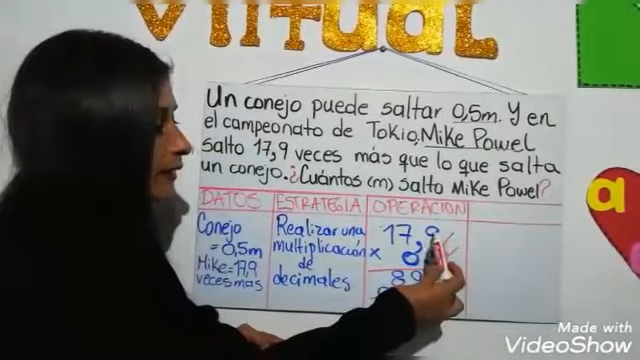 virtual
Un conejo puede saltar 0,5m. Y en
el campeonato de Tokio, Mike Powel
salto 17,9 veces más que lo que salta
un conejo. ¿Cuántos (m) salto Mike Powel?
DATOS ESTRATEGIA OPERACION
Conejo
= 0,5m
Mike=17,9
veces mas
Realizar una
multiplicación
de
decimales
17,9
x 0,
89
a
Made with
VideoShow